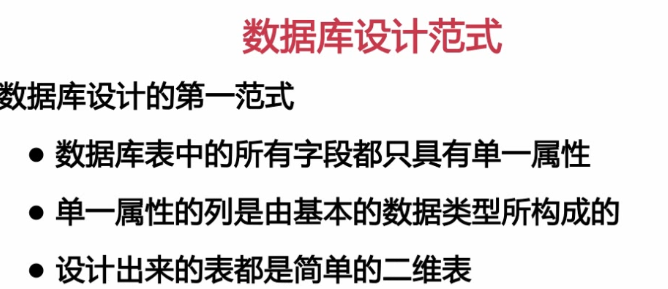 数据库设计范式
数据库设计的第一范式
● 数据库表中的所有字段都只具有单一属性
● 单一属性的列是由基本的数据类型所构成的
● 设计出来的表都是简单的二维表